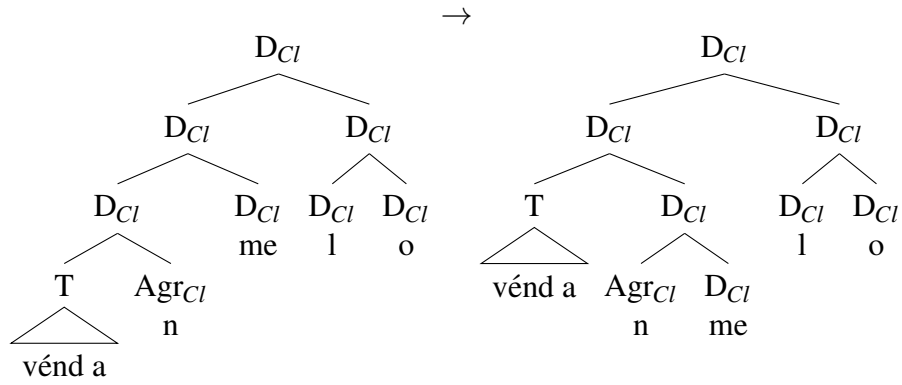 →
D_Cl D_Cl
D_Cl D_Cl D_Cl D_Cl
D_Cl D_Cl D_Cl D_Cl T D_Cl D_Cl D_Cl
me l o l o
T Agr_Cl vénd a Agr_Cl D_Cl
n n me
vénd a